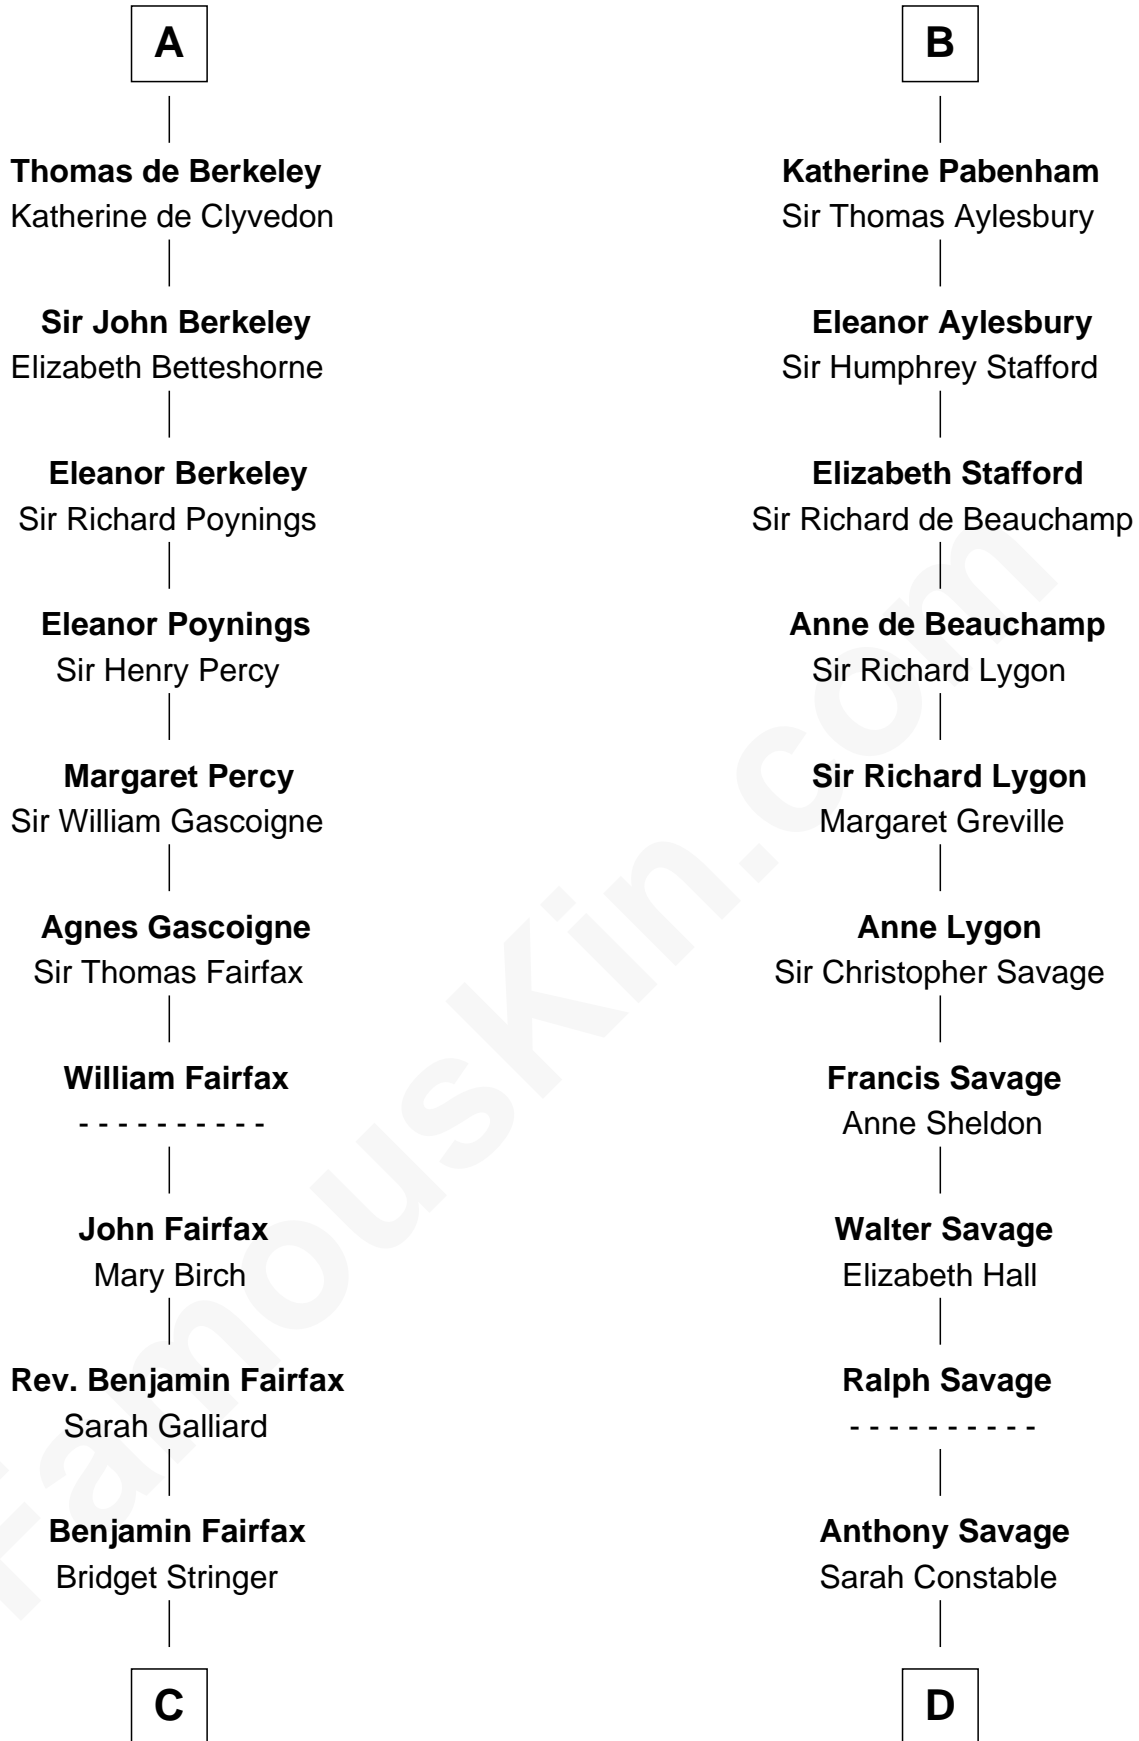 A
Thomas de Berkeley
Katherine de Clyvedon
Sir John Berkeley
Elizabeth Betteshorne
Eleanor Berkeley
Sir Richard Poynings
Eleanor Poynings
Sir Henry Percy
Margaret Percy
Sir William Gascoigne
Agnes Gascoigne
Sir Thomas Fairfax
William Fairfax
- - - - - - - - - -
John Fairfax
Mary Birch
Rev. Benjamin Fairfax
Sarah Galliard
Benjamin Fairfax
Bridget Stringer
C
B
Katherine Pabenham
Sir Thomas Aylesbury
Eleanor Aylesbury
Sir Humphrey Stafford
Elizabeth Stafford
Sir Richard de Beauchamp
Anne de Beauchamp
Sir Richard Lygon
Sir Richard Lygon
Margaret Greville
Anne Lygon
Sir Christopher Savage
Francis Savage
Anne Sheldon
Walter Savage
Elizabeth Hall
Ralph Savage
- - - - - - - - - -
Anthony Savage
Sarah Constable
D
FamousKin.com